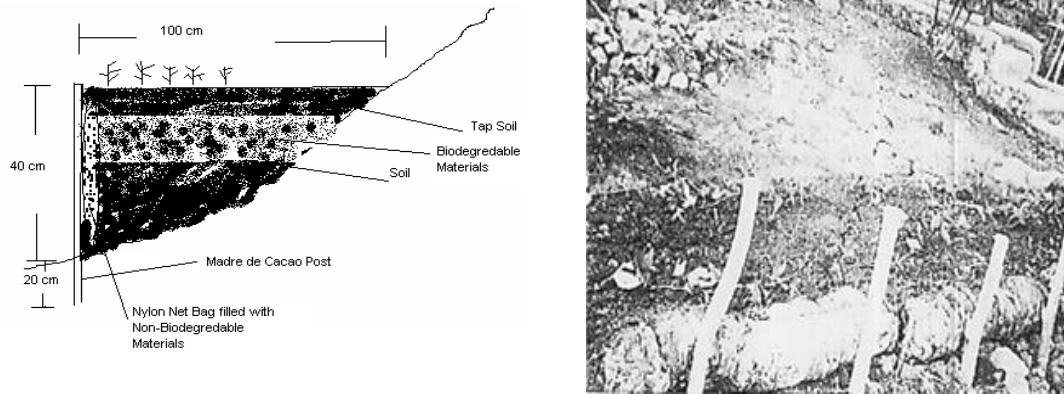 100 cm
Tap Soil
Biodegredable
Materials
40 cm
Soil
Madre de Cacao Post
20 cm
Nylon Net Bag filled with
Non-Biodegredable
Materials